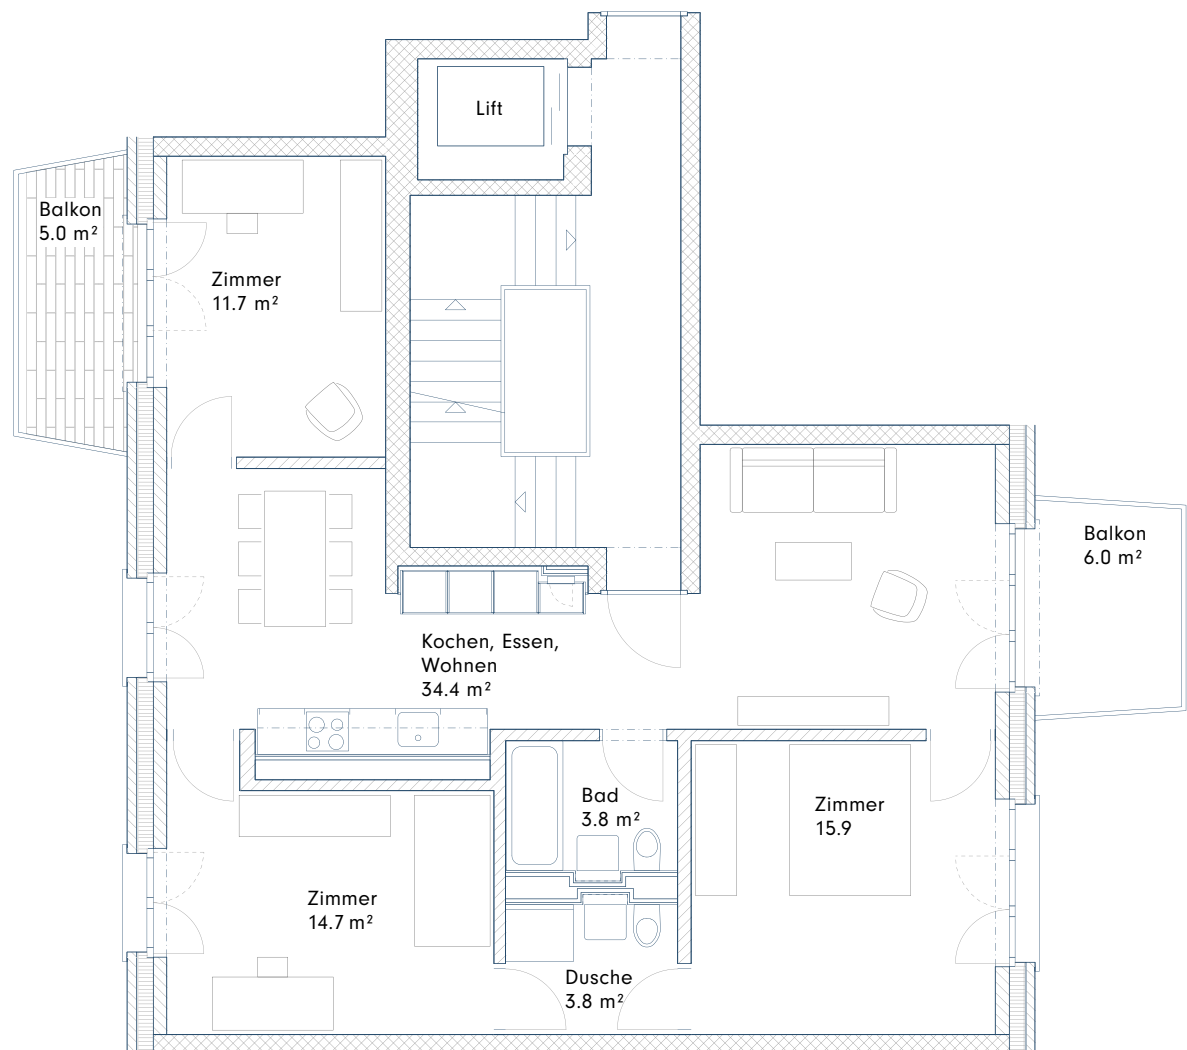 Lift
Balkon
5.0 m²
Zimmer
11.7 m²
Balkon
6.0 m²
Kochen, Essen,
Wohnen
34.4 m²
Bad
3.8 m²
Zimmer
15.9
Zimmer
14.7 m²
Dusche
3.8 m²